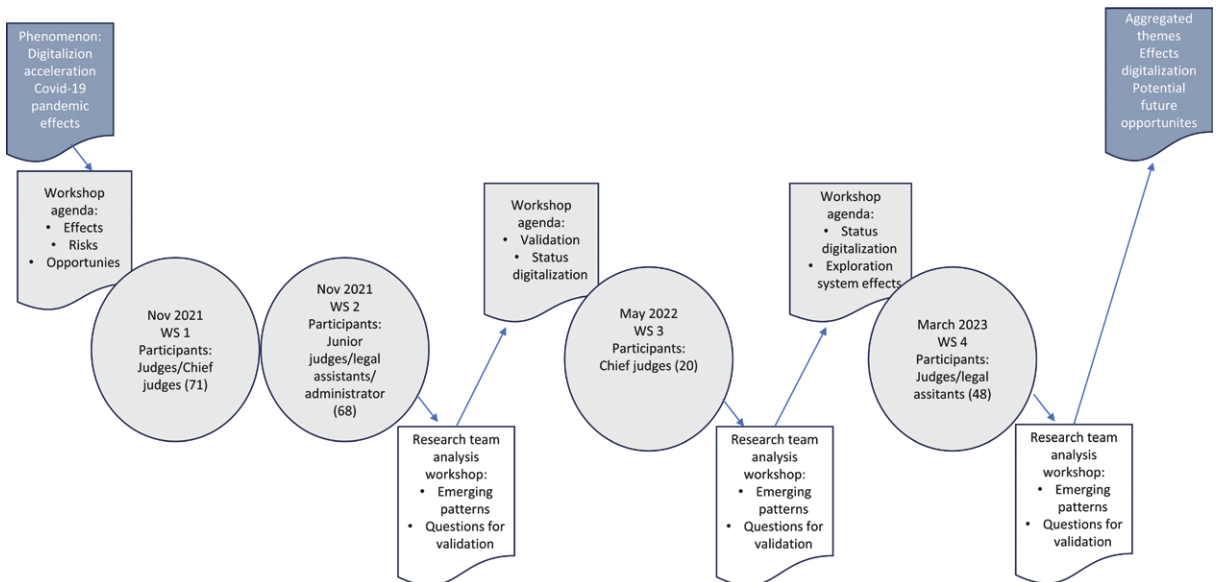 Phenomenon:
Digitalizion
acceleration
Covid-19
pandemic
effects
Workshop
agenda:
• Effects
• Risks
• Opportunies
Nov 2021
WS 1
Participants:
Judges/Chief
judges (71)
Nov 2021
WS 2
Participants:
Junior
judges/legal
assistants/
administrator
(68)
Research team
analysis
workshop:
• Emerging
patterns
• Questions for
validation
Workshop
agenda:
• Validation
• Status
digitalization
May 2022
WS 3
Participants:
Chief judges (20)
Research team
analysis
workshop:
• Emerging
patterns
• Questions for
validation
Workshop
agenda:
• Status
digitalization
• Exploration
system effects
March 2023
WS 4
Participants:
Judges/legal
assitants (48)
Research team
analysis
workshop:
• Emerging
patterns
• Questions for
validation
Aggregated
themes
Effects
digitalization
Potential
future
opportunites